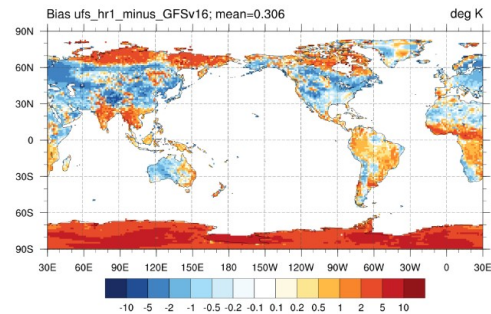 Bias ufs_hr1_minus_GFSv16; mean=0.306 deg K
90N
60N
30N
0
30S
60S
90S
30E 60E 90E 120E 150E 180 150W 120W 90W 60W 30W 0 30E
-10 -5 -2 -1 -0.5 -0.2 -0.1 0.1 0.2 0.5 1 2 5 10